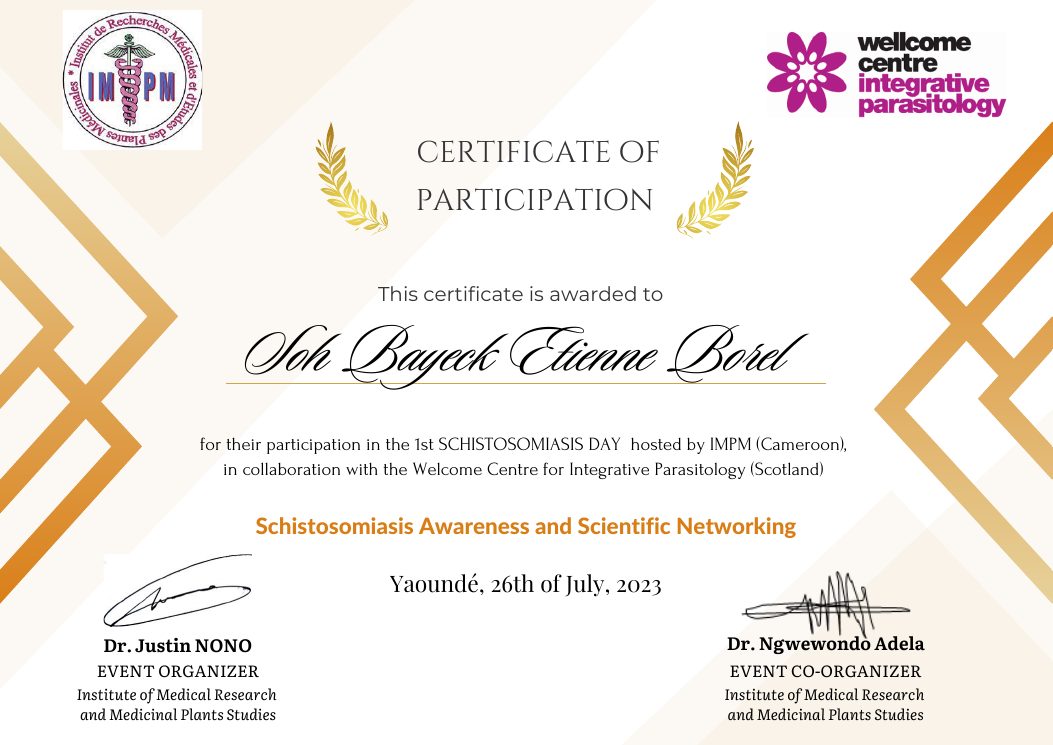 * Institut de Recherches Médicales et d'Etudes des Plantes Médicinales
IM PM
wellcome
centre
integrative
parasitology
CERTIFICATE OF
PARTICIPATION
This certificate is awarded to
Soh Bayeck Etienne Borel
for their participation in the 1st SCHISTOSOMIASIS DAY hosted by IMPM (Cameroon),
in collaboration with the Welcome Centre for Integrative Parasitology (Scotland)
Schistosomiasis Awareness and Scientific Networking
Yaoundé, 26th of July, 2023
Dr. Justin NONO
EVENT ORGANIZER
Institute of Medical Research
and Medicinal Plants Studies
Dr. Ngwewondo Adela
EVENT CO-ORGANIZER
Institute of Medical Research
and Medicinal Plants Studies